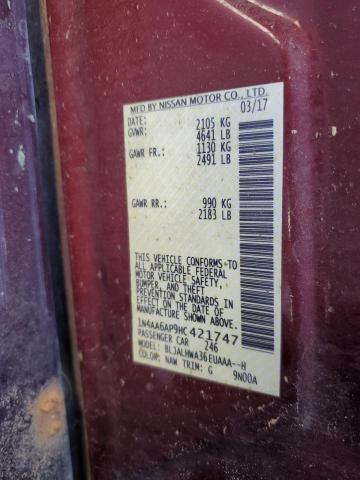 MFD BY NISSAN MOTOR CO., LTD.
DATE: 03/17
GVWR: 2105 KG
4641 LB
GAWR FR.: 1130 KG
2491 LB
GAWR RR.: 990 KG
2183 LB
THIS VEHICLE CONFORMS TO
ALL APPLICABLE FEDERAL
MOTOR VEHICLE SAFETY,
BUMPER, AND THEFT
PREVENTION STANDARDS
IN EFFECT ON THE DATE OF
MANUFACTURE SHOWN ABOVE.
1N4AA6AP9HC421747
PASSENGER CAR 246
MODEL: BLJALHWA36EUAAA--H
COLOR: NAW TRIM: G 9N00A